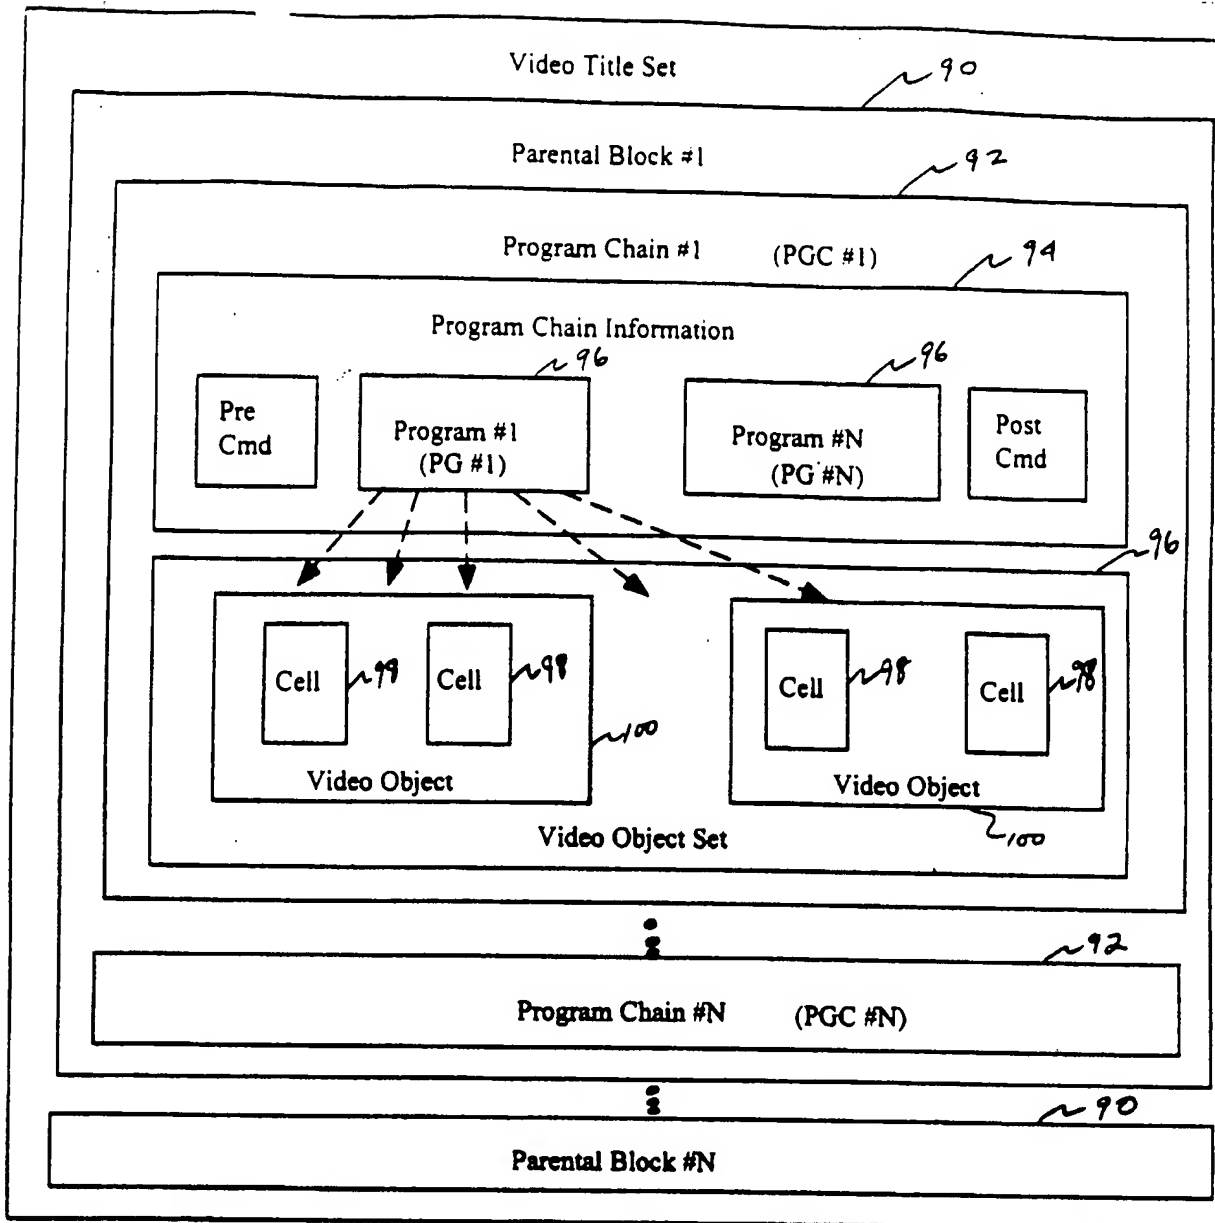 Video Title Set
90
Parental Block #1
92
Program Chain #1 (PGC #1)
94
Program Chain Information
96
96
Pre
Cmd
Program #1
(PG #1)
Program #N
(PG #N)
Post
Cmd
96
Cell
98
Cell
98
Cell
98
Cell
98
100
Video Object
Video Object
100
Video Object Set
92
Program Chain #N (PGC #N)
90
Parental Block #N